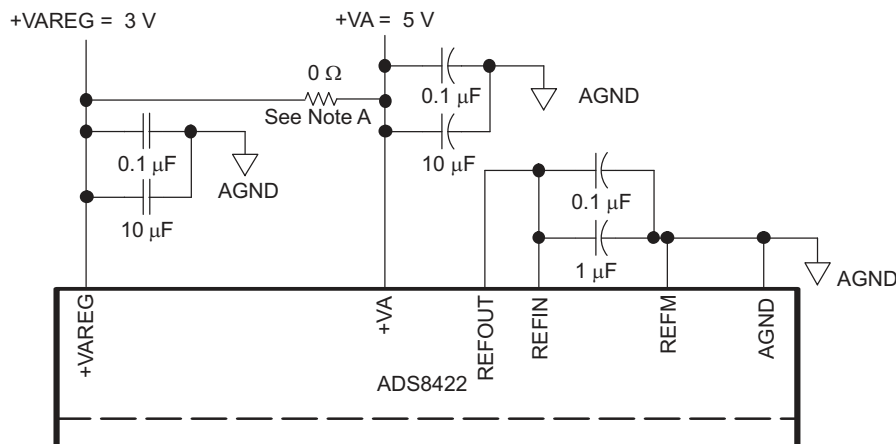 +VAREG = 3 V
+VA = 5 V
0 Ω
See Note A
0.1 µF
10 µF
AGND
0.1 µF
10 µF
AGND
0.1 µF
1 µF
AGND
+VAREG
+VA
REFOUT
REFIN
REFM
AGND
ADS8422